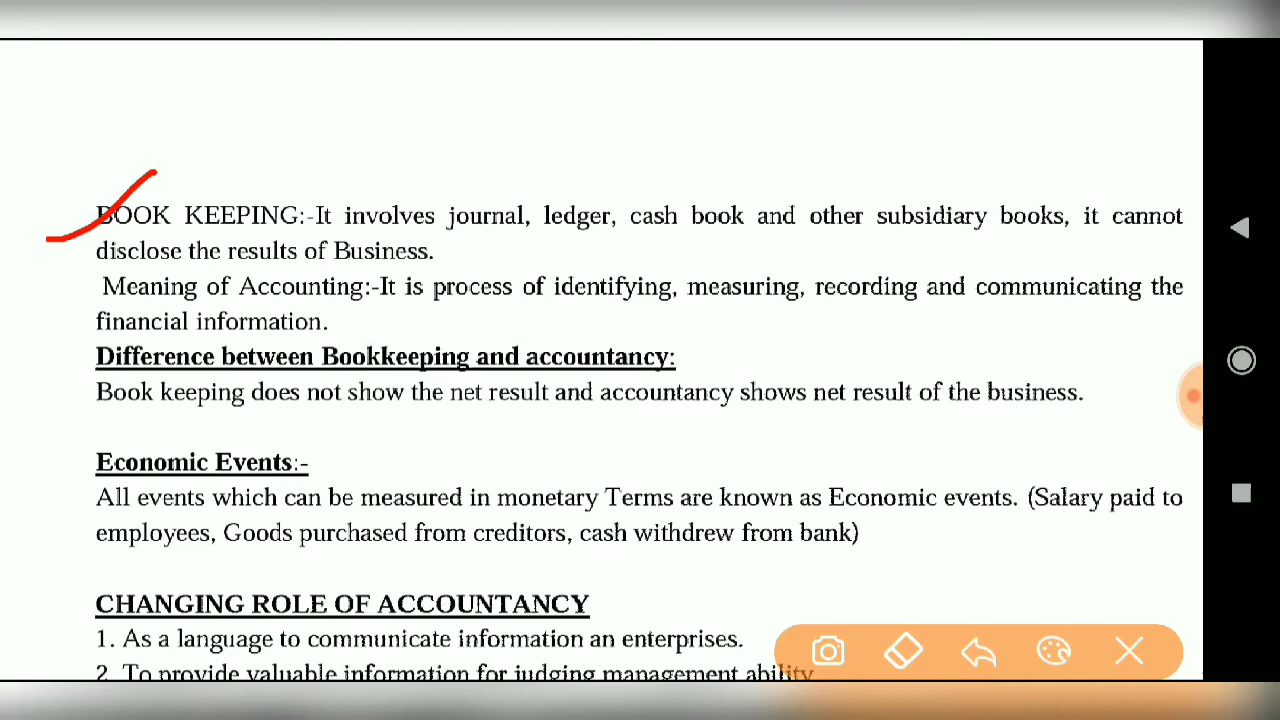 BOOK KEEPING:-It involves journal, ledger, cash book and other subsidiary books, it cannot
disclose the results of Business.
Meaning of Accounting:-It is process of identifying, measuring, recording and communicating the
financial information.
Difference between Bookkeeping and accountancy:
Book keeping does not show the net result and accountancy shows net result of the business.
Economic Events:-
All events which can be measured in monetary Terms are known as Economic events. (Salary paid to
employees, Goods purchased from creditors, cash withdrew from bank)
CHANGING ROLE OF ACCOUNTANCY
1. As a language to communicate information an enterprises.
2. To provide valuable information for judging management ability